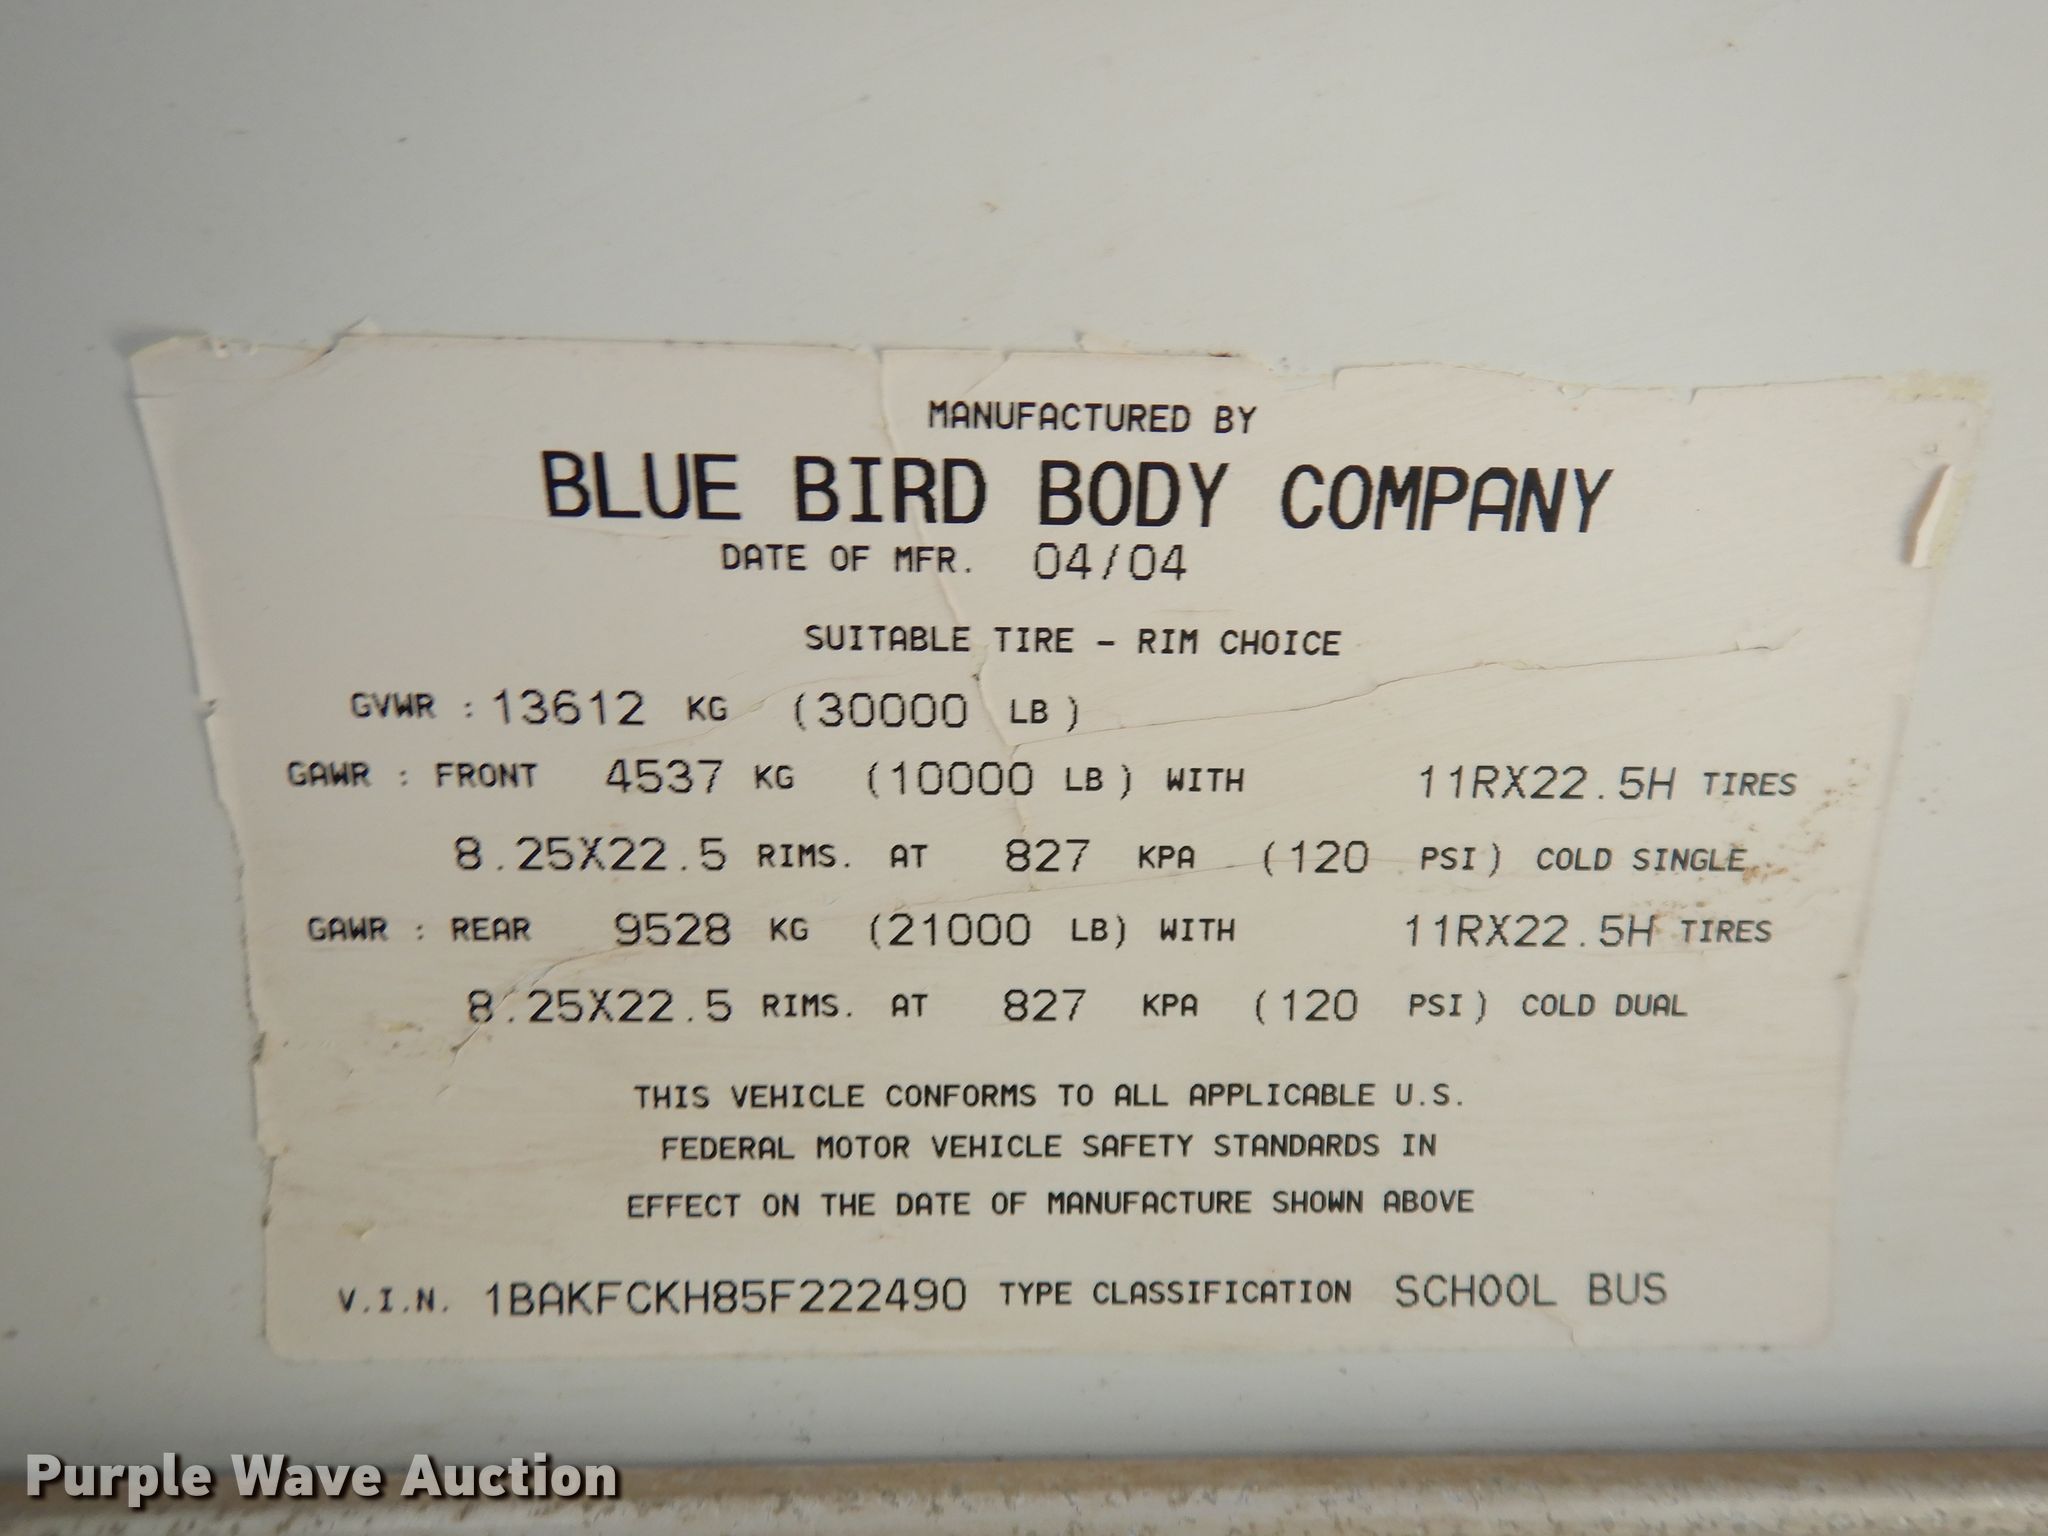 MANUFACTURED BY
BLUE BIRD BODY COMPANY
DATE OF MFR. 04/04
SUITABLE TIRE - RIM CHOICE
GVWR : 13612 KG (30000 LB )
GAWR : FRONT 4537 KG (10000 LB ) WITH 11RX22.5H TIRES
8.25X22.5 RIMS. AT 827 KPA (120 PSI ) COLD SINGLE
GAWR : REAR 9528 KG (21000 LB) WITH 11RX22.5H TIRES
8.25X22.5 RIMS. AT 827 KPA (120 PSI ) COLD DUAL
THIS VEHICLE CONFORMS TO ALL APPLICABLE U.S.
FEDERAL MOTOR VEHICLE SAFETY STANDARDS IN
EFFECT ON THE DATE OF MANUFACTURE SHOWN ABOVE
V.I.N. 1BAKFCKH85F222490 TYPE CLASSIFICATION SCHOOL BUS
Purple Wave Auction